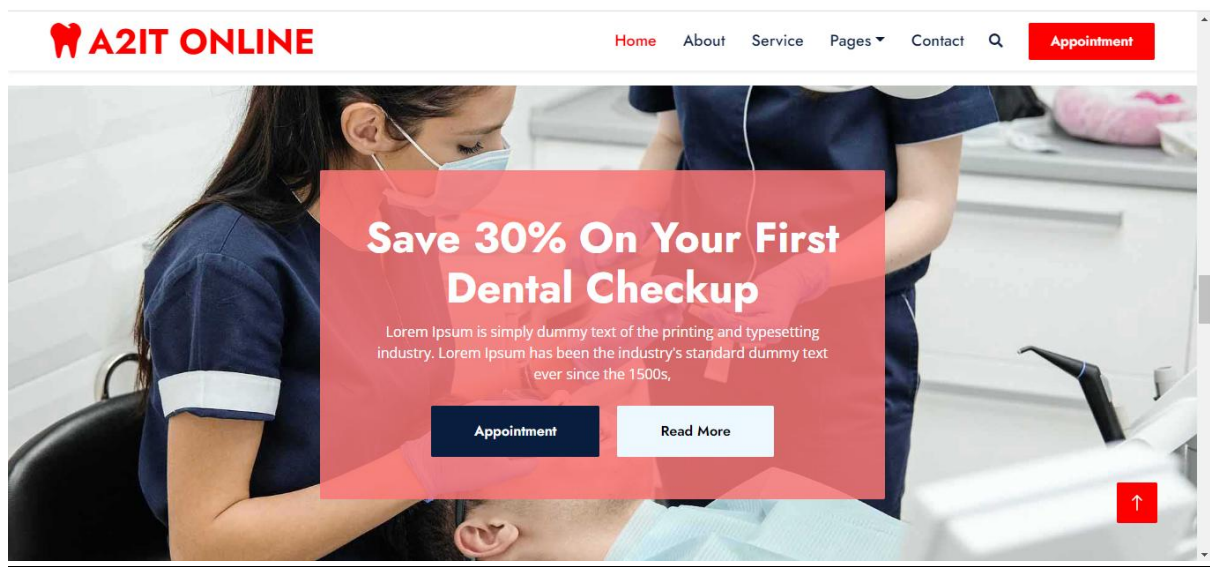 A2IT ONLINE
Home About Service Pages Contact Appointment
Save 30% On Your First
Dental Checkup
Lorem Ipsum is simply dummy text of the printing and typesetting
industry. Lorem Ipsum has been the industry's standard dummy text
ever since the 1500s,
Appointment Read More